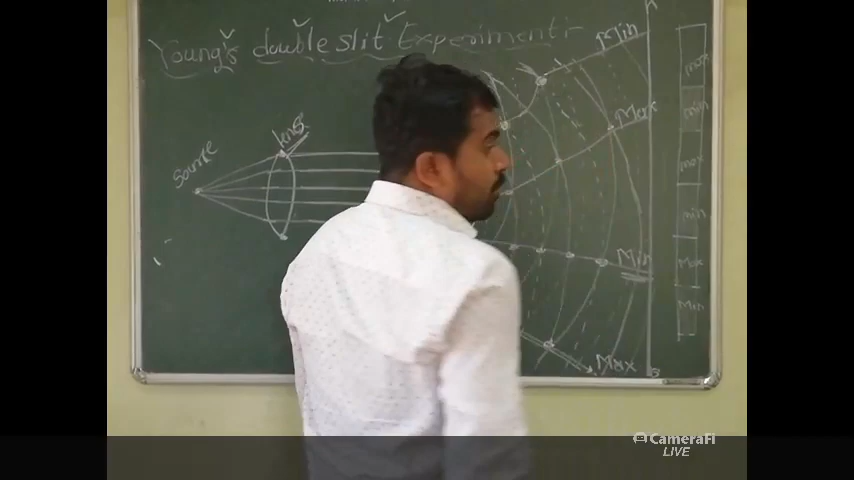 Young's double slit Experiment:-
Source
lens
Min
Max
Min
Max
max
min
max
min
Max
Min
CameraFi
LIVE